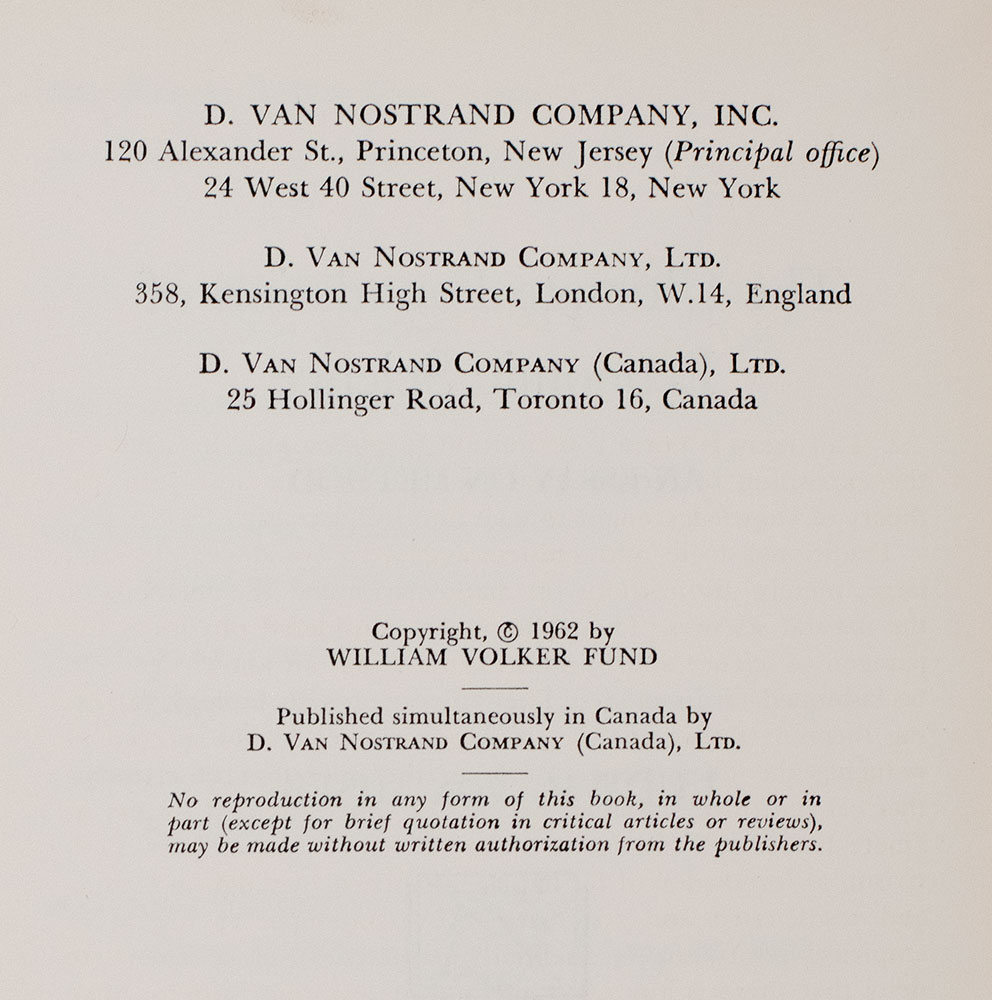 D. VAN NOSTRAND COMPANY, INC.
120 Alexander St., Princeton, New Jersey (Principal office)
24 West 40 Street, New York 18, New York
D. VAN NOSTRAND COMPANY, LTD.
358, Kensington High Street, London, W.14, England
D. VAN NOSTRAND COMPANY (Canada), LTD.
25 Hollinger Road, Toronto 16, Canada
Copyright, © 1962 by
WILLIAM VOLKER FUND
Published simultaneously in Canada by
D. VAN NOSTRAND COMPANY (Canada), LTD.
No reproduction in any form of this book, in whole or in
part (except for brief quotation in critical articles or reviews),
may be made without written authorization from the publishers.